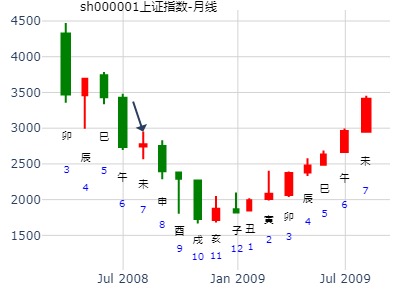 sh000001上证指数-月线
4500
4000
3500
3000
2500
2000
1500
卯
3
辰
4
巳
5
午
6
未
7
申
8
酉
9
戌
10
亥
11
子
12
丑
1
寅
2
卯
3
辰
4
巳
5
午
6
未
7
Jul 2008
Jan 2009
Jul 2009